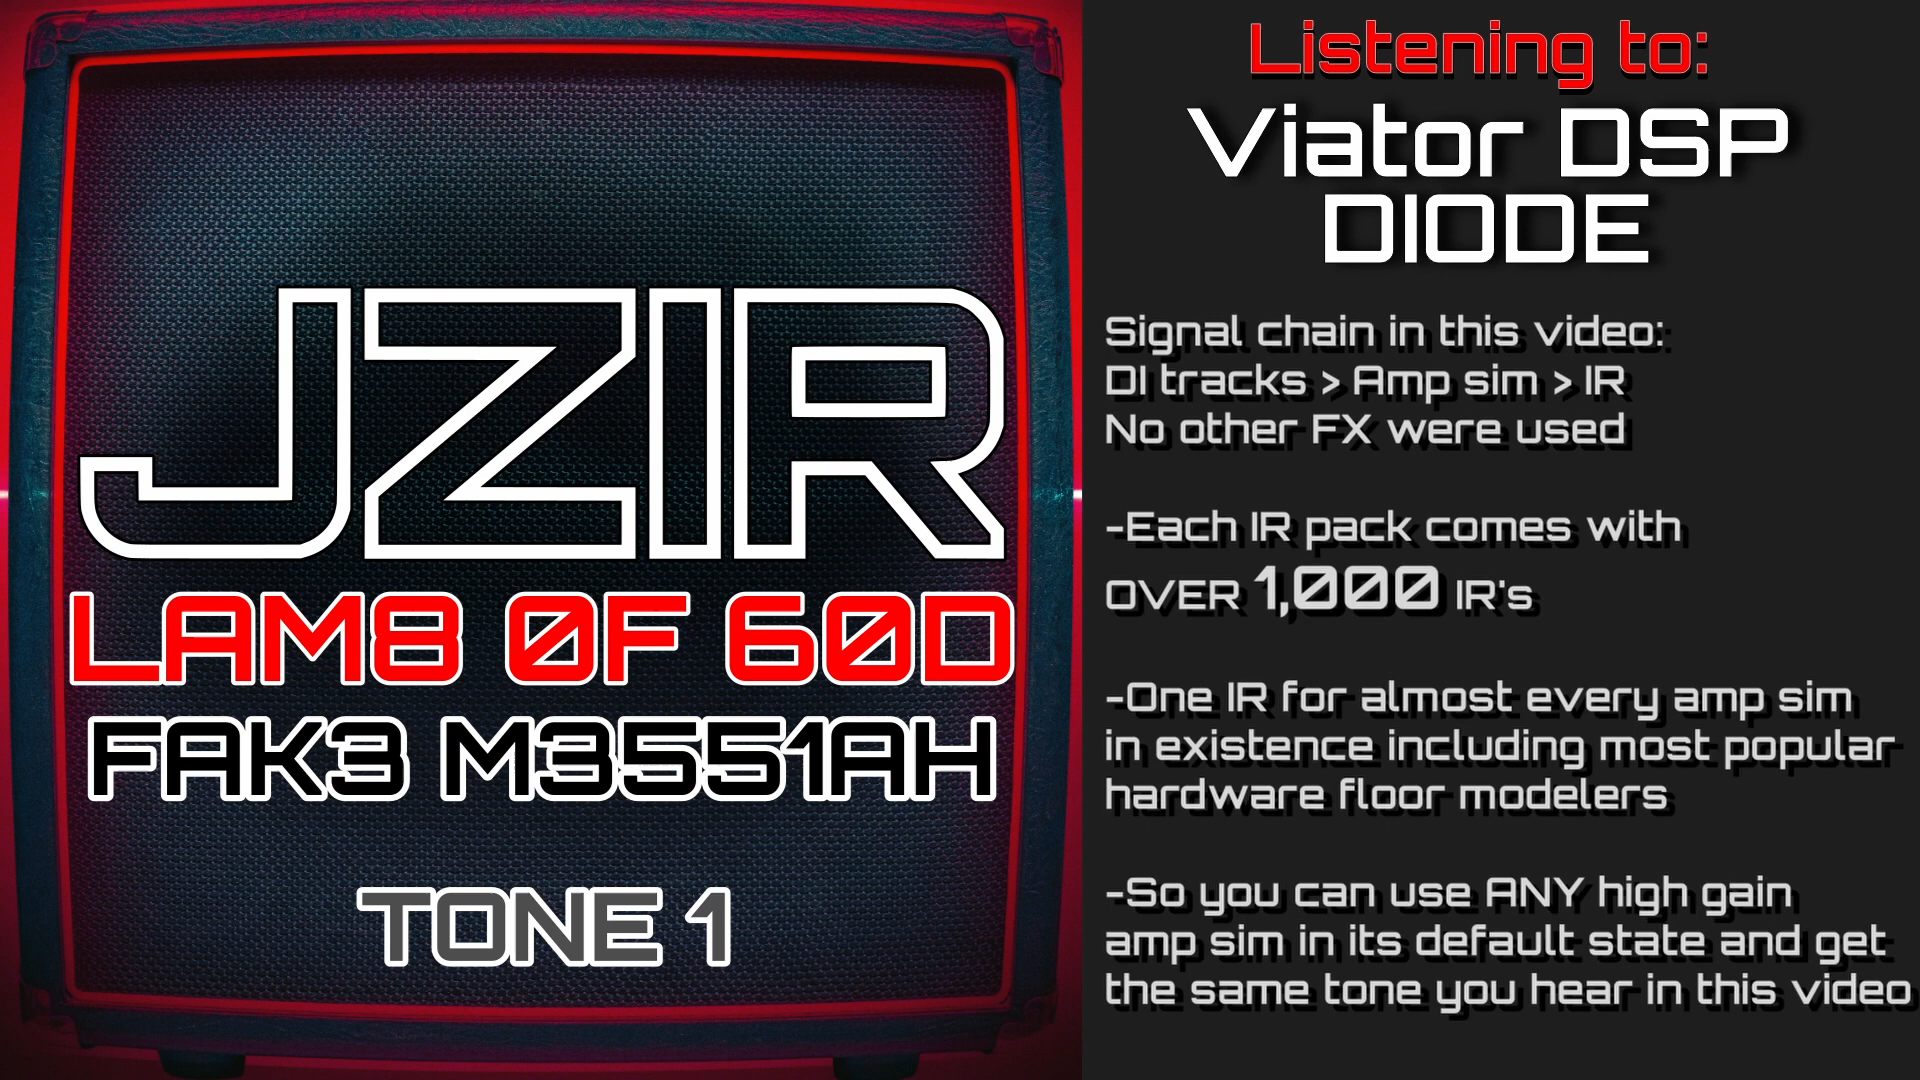 JZIR
LAM8 0F 60D
FAK3 M3551AH
TONE 1
Listening to:
Viator DSP
DIODE
Signal chain in this video:
DI tracks > Amp sim > IR
No other FX were used
-Each IR pack comes with
OVER 1,000 IR's
-One IR for almost every amp sim
in existence including most popular
hardware floor modelers
-So you can use ANY high gain
amp sim in its default state and get
the same tone you hear in this video